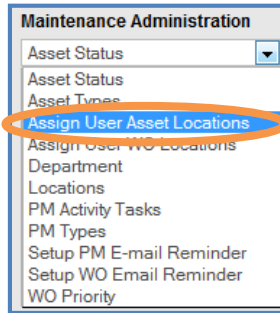 Maintenance Administration
Asset Status
Asset Status
Asset Types
Assign User Asset Locations
Assign User WO Locations
Department
Locations
PM Activity Tasks
PM Types
Setup PM E-mail Reminder
Setup WO Email Reminder
WO Priority